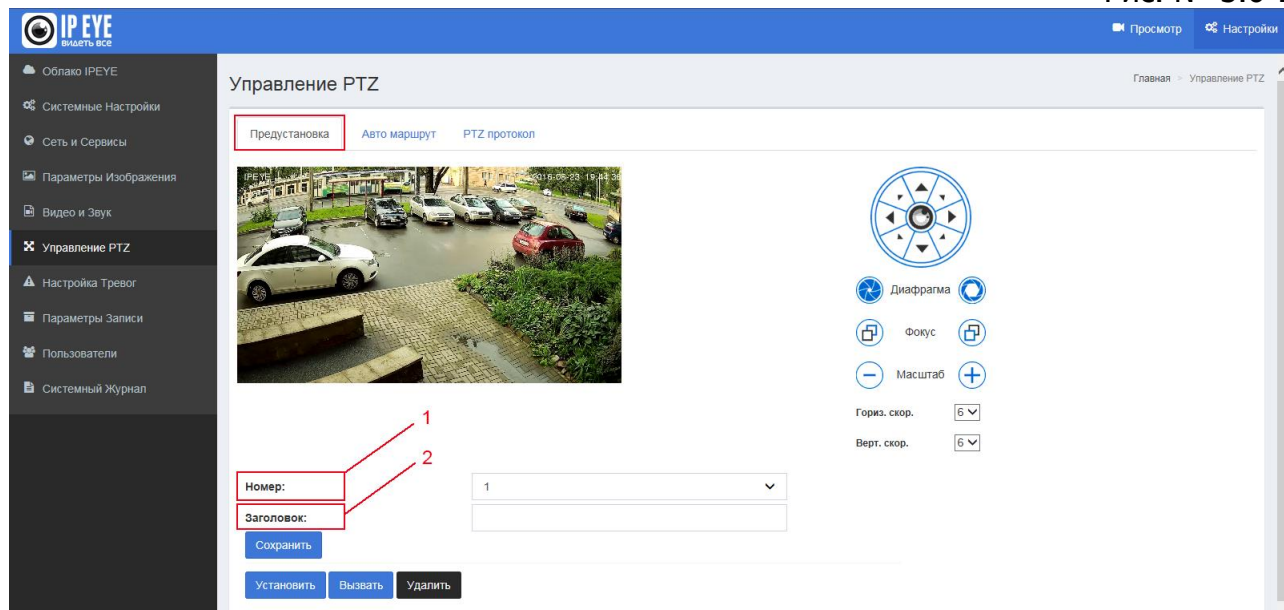 IP EYE
ВИДЕТЬ ВСЕ
Просмотр
Настройки
Облако IPEYE
Системные Настройки
Сеть и Сервисы
Параметры Изображения
Видео и Звук
Управление PTZ
Настройка Тревог
Параметры Записи
Пользователи
Системный Журнал
Управление PTZ
Главная > Управление PTZ
Предустановка
Авто маршрут
PTZ протокол
IPEYE
Диафрагма
Фокус
Масштаб
Гориз. скор. 6
Верт. скор. 6
1
2
Номер: 1
Заголовок:
Сохранить
Установить Вызвать Удалить